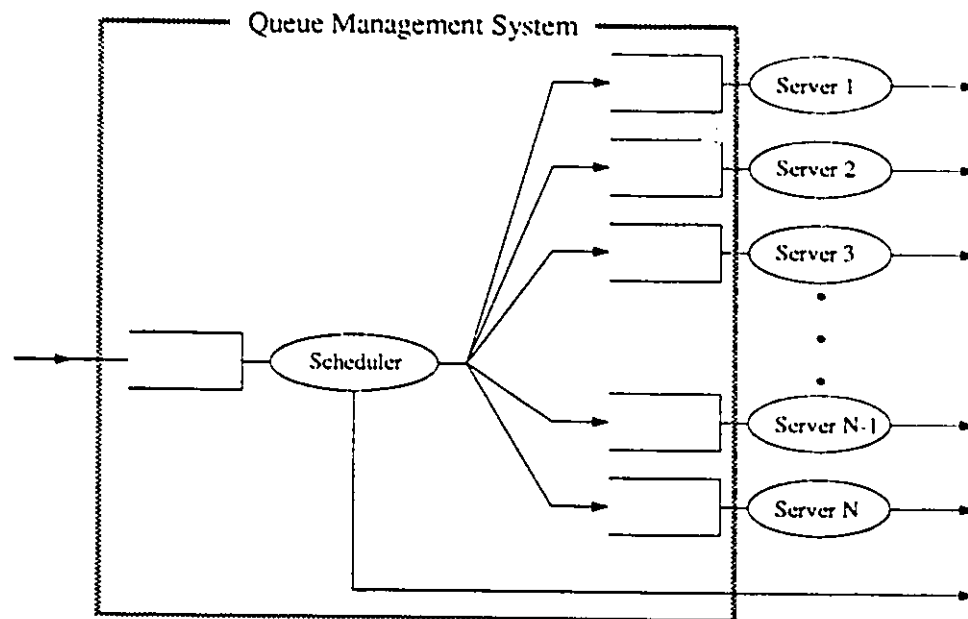 Queue Management System
Server 1
Server 2
Server 3
Scheduler
Server N-1
Server N